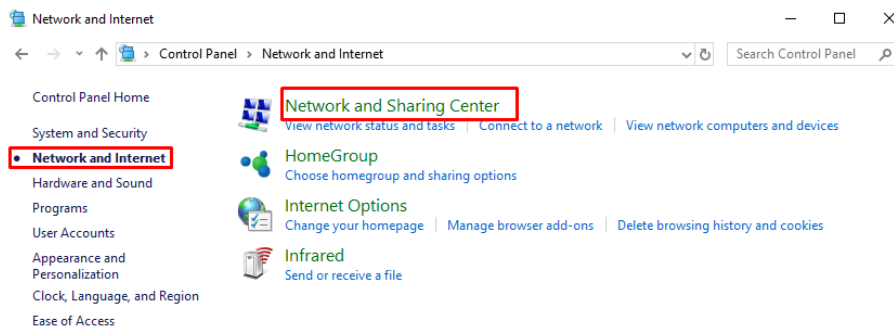 Network and Internet
Control Panel > Network and Internet
Search Control Panel
Control Panel Home
System and Security
Network and Internet
Hardware and Sound
Programs
User Accounts
Appearance and
Personalization
Clock, Language, and Region
Ease of Access
Network and Sharing Center
View network status and tasks | Connect to a network | View network computers and devices
HomeGroup
Choose homegroup and sharing options
Internet Options
Change your homepage | Manage browser add-ons | Delete browsing history and cookies
Infrared
Send or receive a file